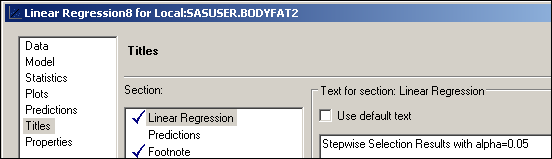 Linear Regression8 for Local:SASUSER.BODYFAT2
Data
Model
Statistics
Plots
Predictions
Titles
Properties
Titles
Section:
Linear Regression
Predictions
Footnote
Text for section: Linear Regression
Use default text
Stepwise Selection Results with alpha=0.05